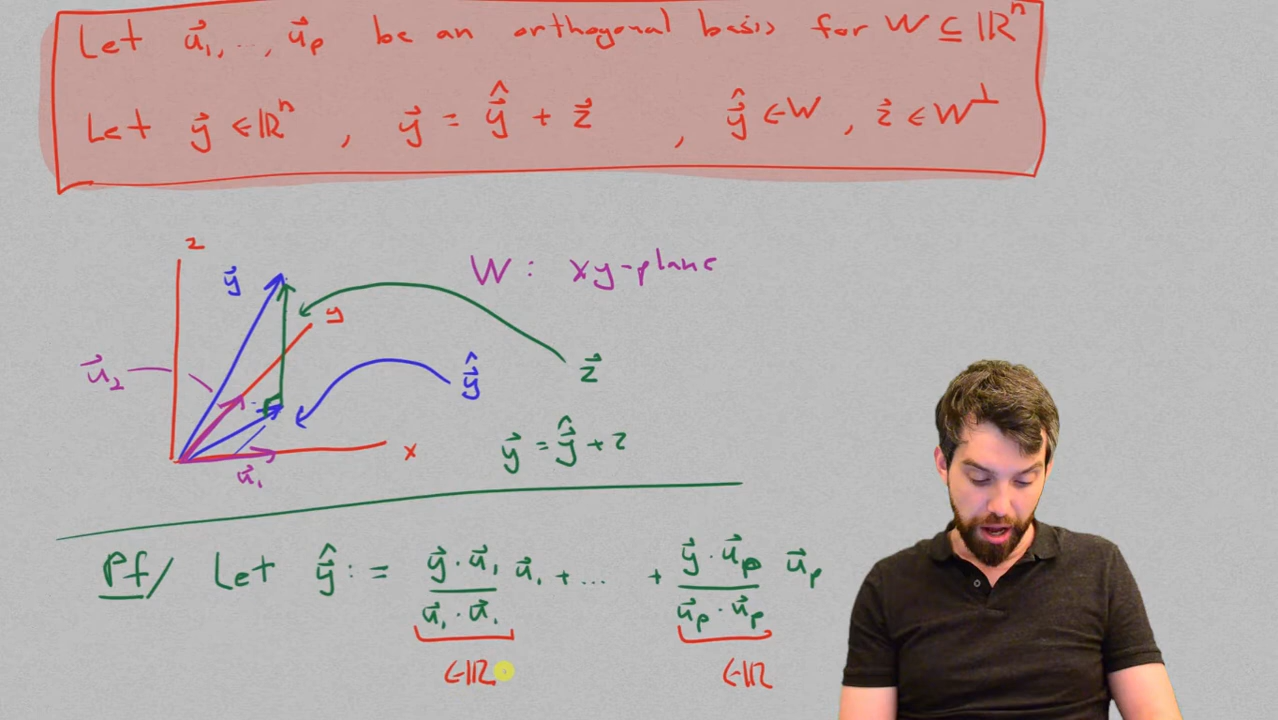 Let u⃗₁, ..., u⃗ₚ be an orthogonal basis for W ⊆ ℝⁿ
Let y⃗ ∈ ℝⁿ , y⃗ = ŷ⃗ + z⃗ , ŷ⃗ ∈ W , z⃗ ∈ W^⊥
z
y⃗
W : xy-plane
y
u⃗₂
ŷ⃗
z⃗
x
y⃗ = ŷ⃗ + z
u⃗₁
Pf/ Let ŷ⃗ := (y⃗ · u⃗₁)/(u⃗₁ · u⃗₁) u⃗₁ + ... + (y⃗ · u⃗ₚ)/(u⃗ₚ · u⃗ₚ) u⃗ₚ
∈ℝ ∈ℝ